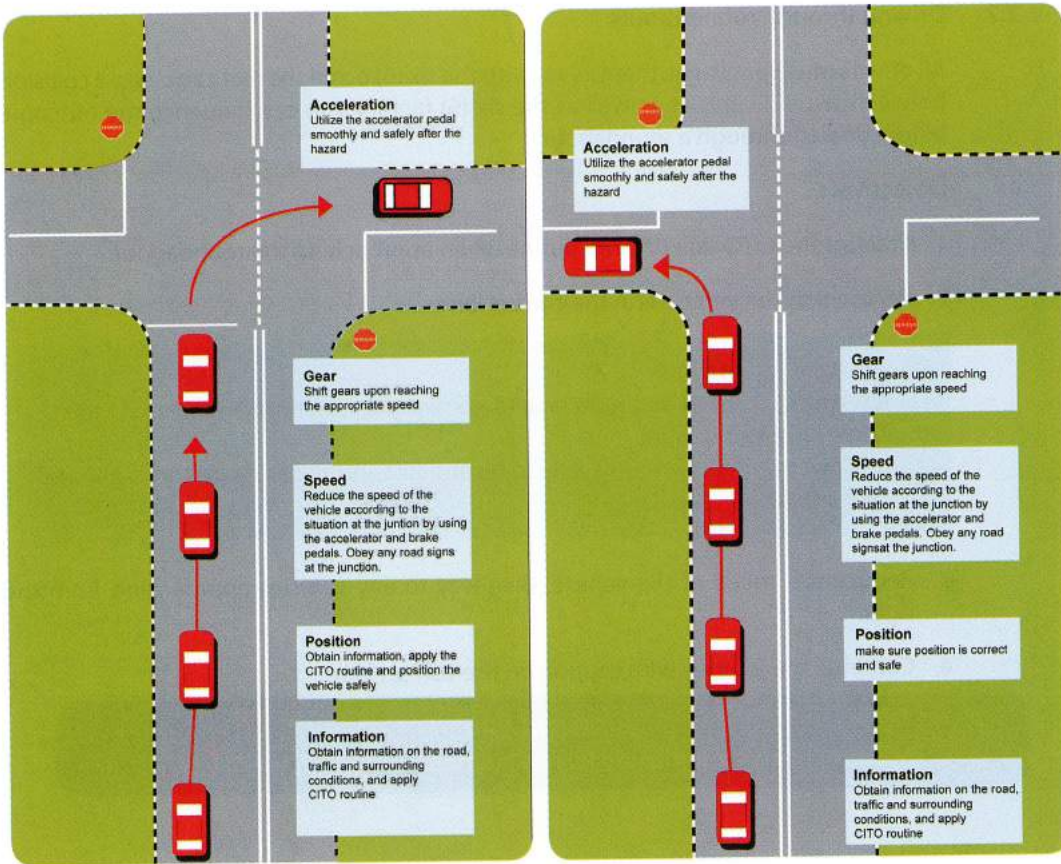 Acceleration
Utilize the accelerator pedal
smoothly and safely after the
hazard
Gear
Shift gears upon reaching
the appropriate speed
Speed
Reduce the speed of the
vehicle according to the
situation at the juntion by using
the accelerator and brake
pedals. Obey any road signs
at the junction.
Position
Obtain information, apply the
CITO routine and position the
vehicle safely
Information
Obtain information on the road,
traffic and surrounding
conditions, and apply
CITO routine
Acceleration
Utilize the accelerator pedal
smoothly and safely after the
hazard
Gear
Shift gears upon reaching
the appropriate speed
Speed
Reduce the speed of the
vehicle according to the
situation at the junction by
using the accelerator and
brake pedals. Obey any road
signsat the junction.
Position
make sure position is correct
and safe
Information
Obtain information on the road,
traffic and surrounding
conditions, and apply
CITO routine